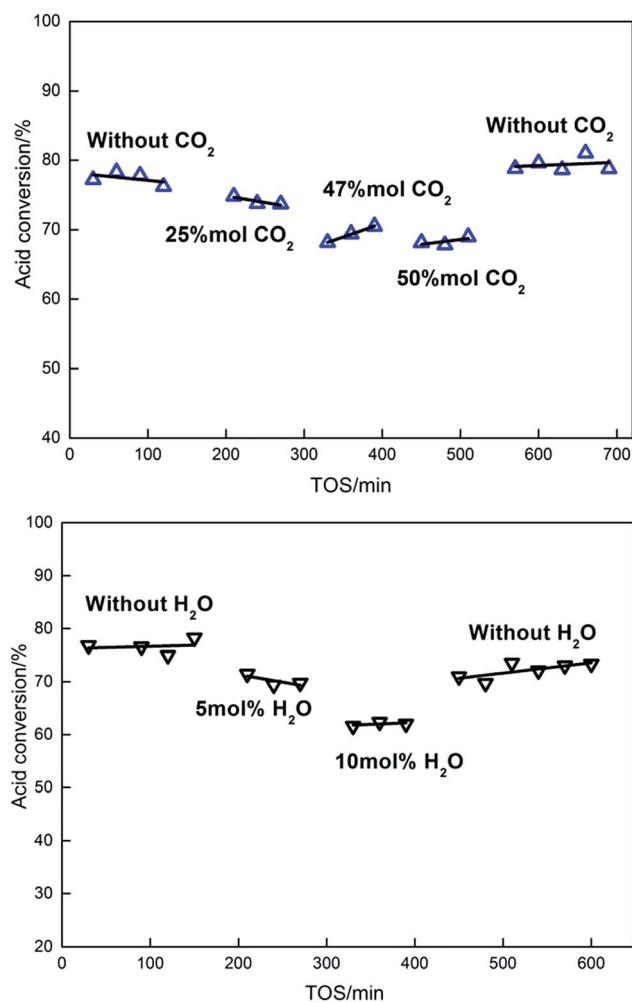 100
90
80
70
60
50
40
Acid conversion/%
Without CO₂
25%mol CO₂
47%mol CO₂
50%mol CO₂
Without CO₂
0 100 200 300 400 500 600 700
TOS/min
100
90
80
70
60
50
40
30
20
Acid conversion/%
Without H₂O
5mol% H₂O
10mol% H₂O
Without H₂O
0 100 200 300 400 500 600
TOS/min